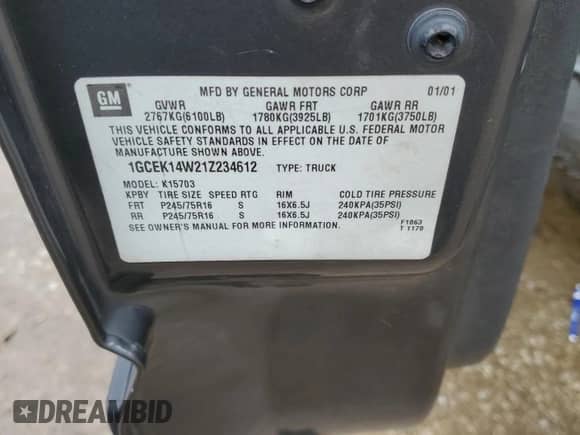 GM
MFD BY GENERAL MOTORS CORP 01/01
GVWR GAWR FRT GAWR RR
2767KG(6100LB) 1780KG(3925LB) 1701KG(3750LB)
THIS VEHICLE CONFORMS TO ALL APPLICABLE U.S. FEDERAL MOTOR
VEHICLE SAFETY STANDARDS IN EFFECT ON THE DATE OF
MANUFACTURE SHOWN ABOVE.
1GCEK14W21Z234612 TYPE: TRUCK
MODEL: K15703
KPBY TIRE SIZE SPEED RTG RIM COLD TIRE PRESSURE
FRT P245/75R16 S 16X6.5J 240KPA(35PSI)
RR P245/75R16 S 16X6.5J 240KPA(35PSI)
SEE OWNER'S MANUAL FOR MORE INFORMATION.
F1863
T 1170
DREAMBID